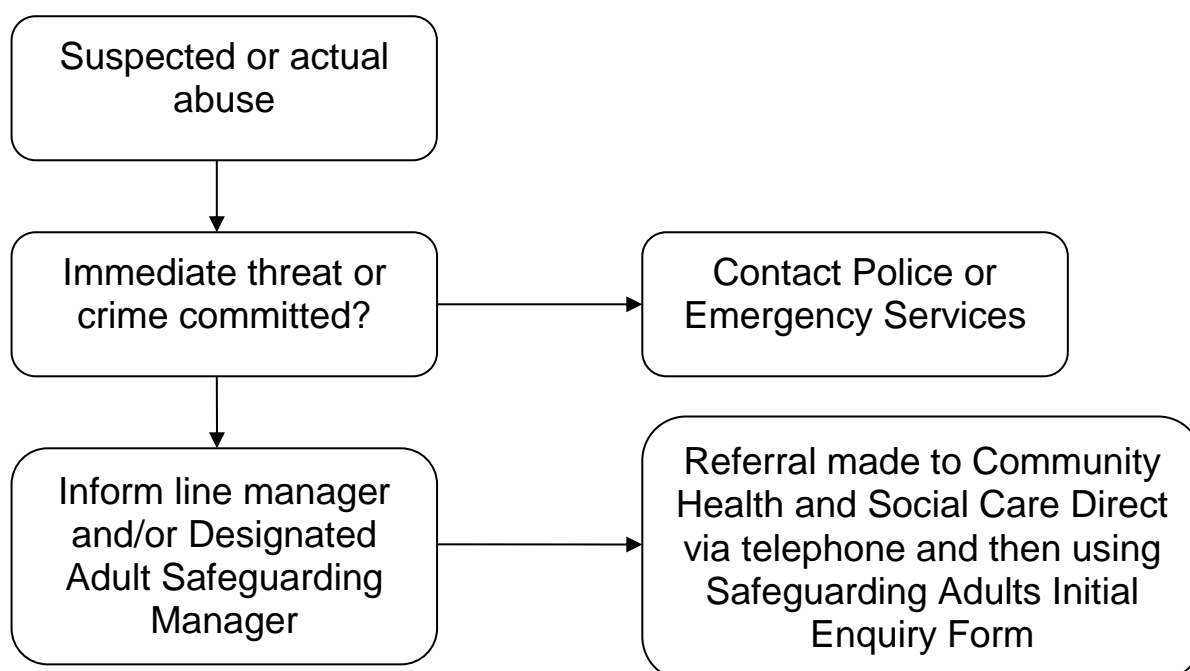 Suspected or actual
abuse
Immediate threat or
crime committed?
Contact Police or
Emergency Services
Inform line manager
and/or Designated
Adult Safeguarding
Manager
Referral made to Community
Health and Social Care Direct
via telephone and then using
Safeguarding Adults Initial
Enquiry Form